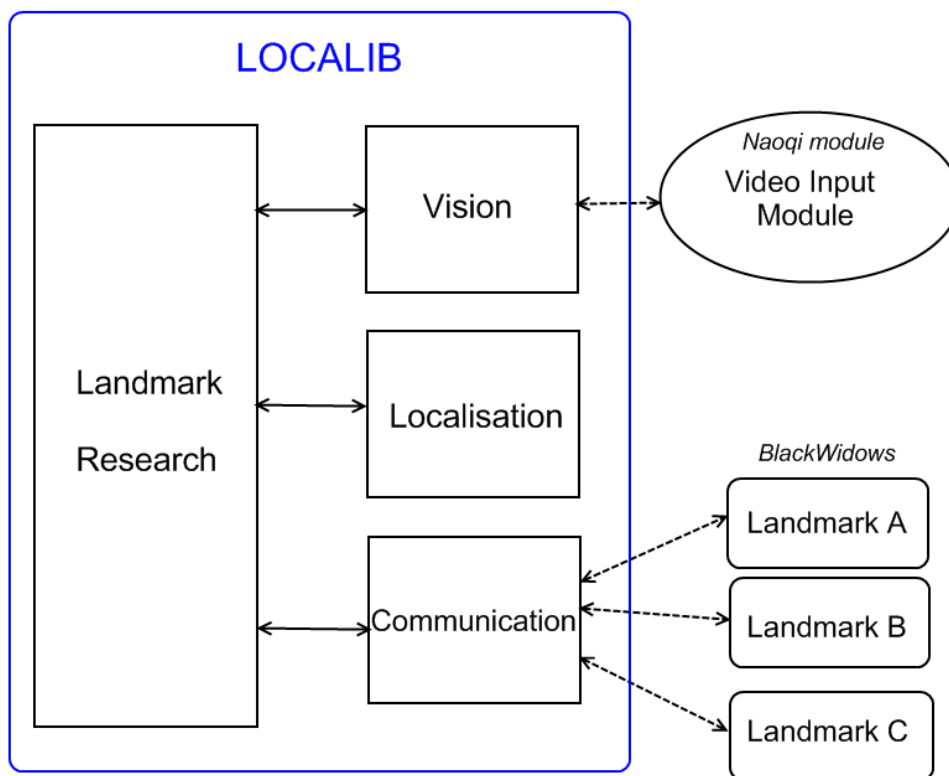 LOCALIB
Landmark
Research
Vision
Localisation
Communication
Naoqi module
Video Input
Module
BlackWidows
Landmark A
Landmark B
Landmark C